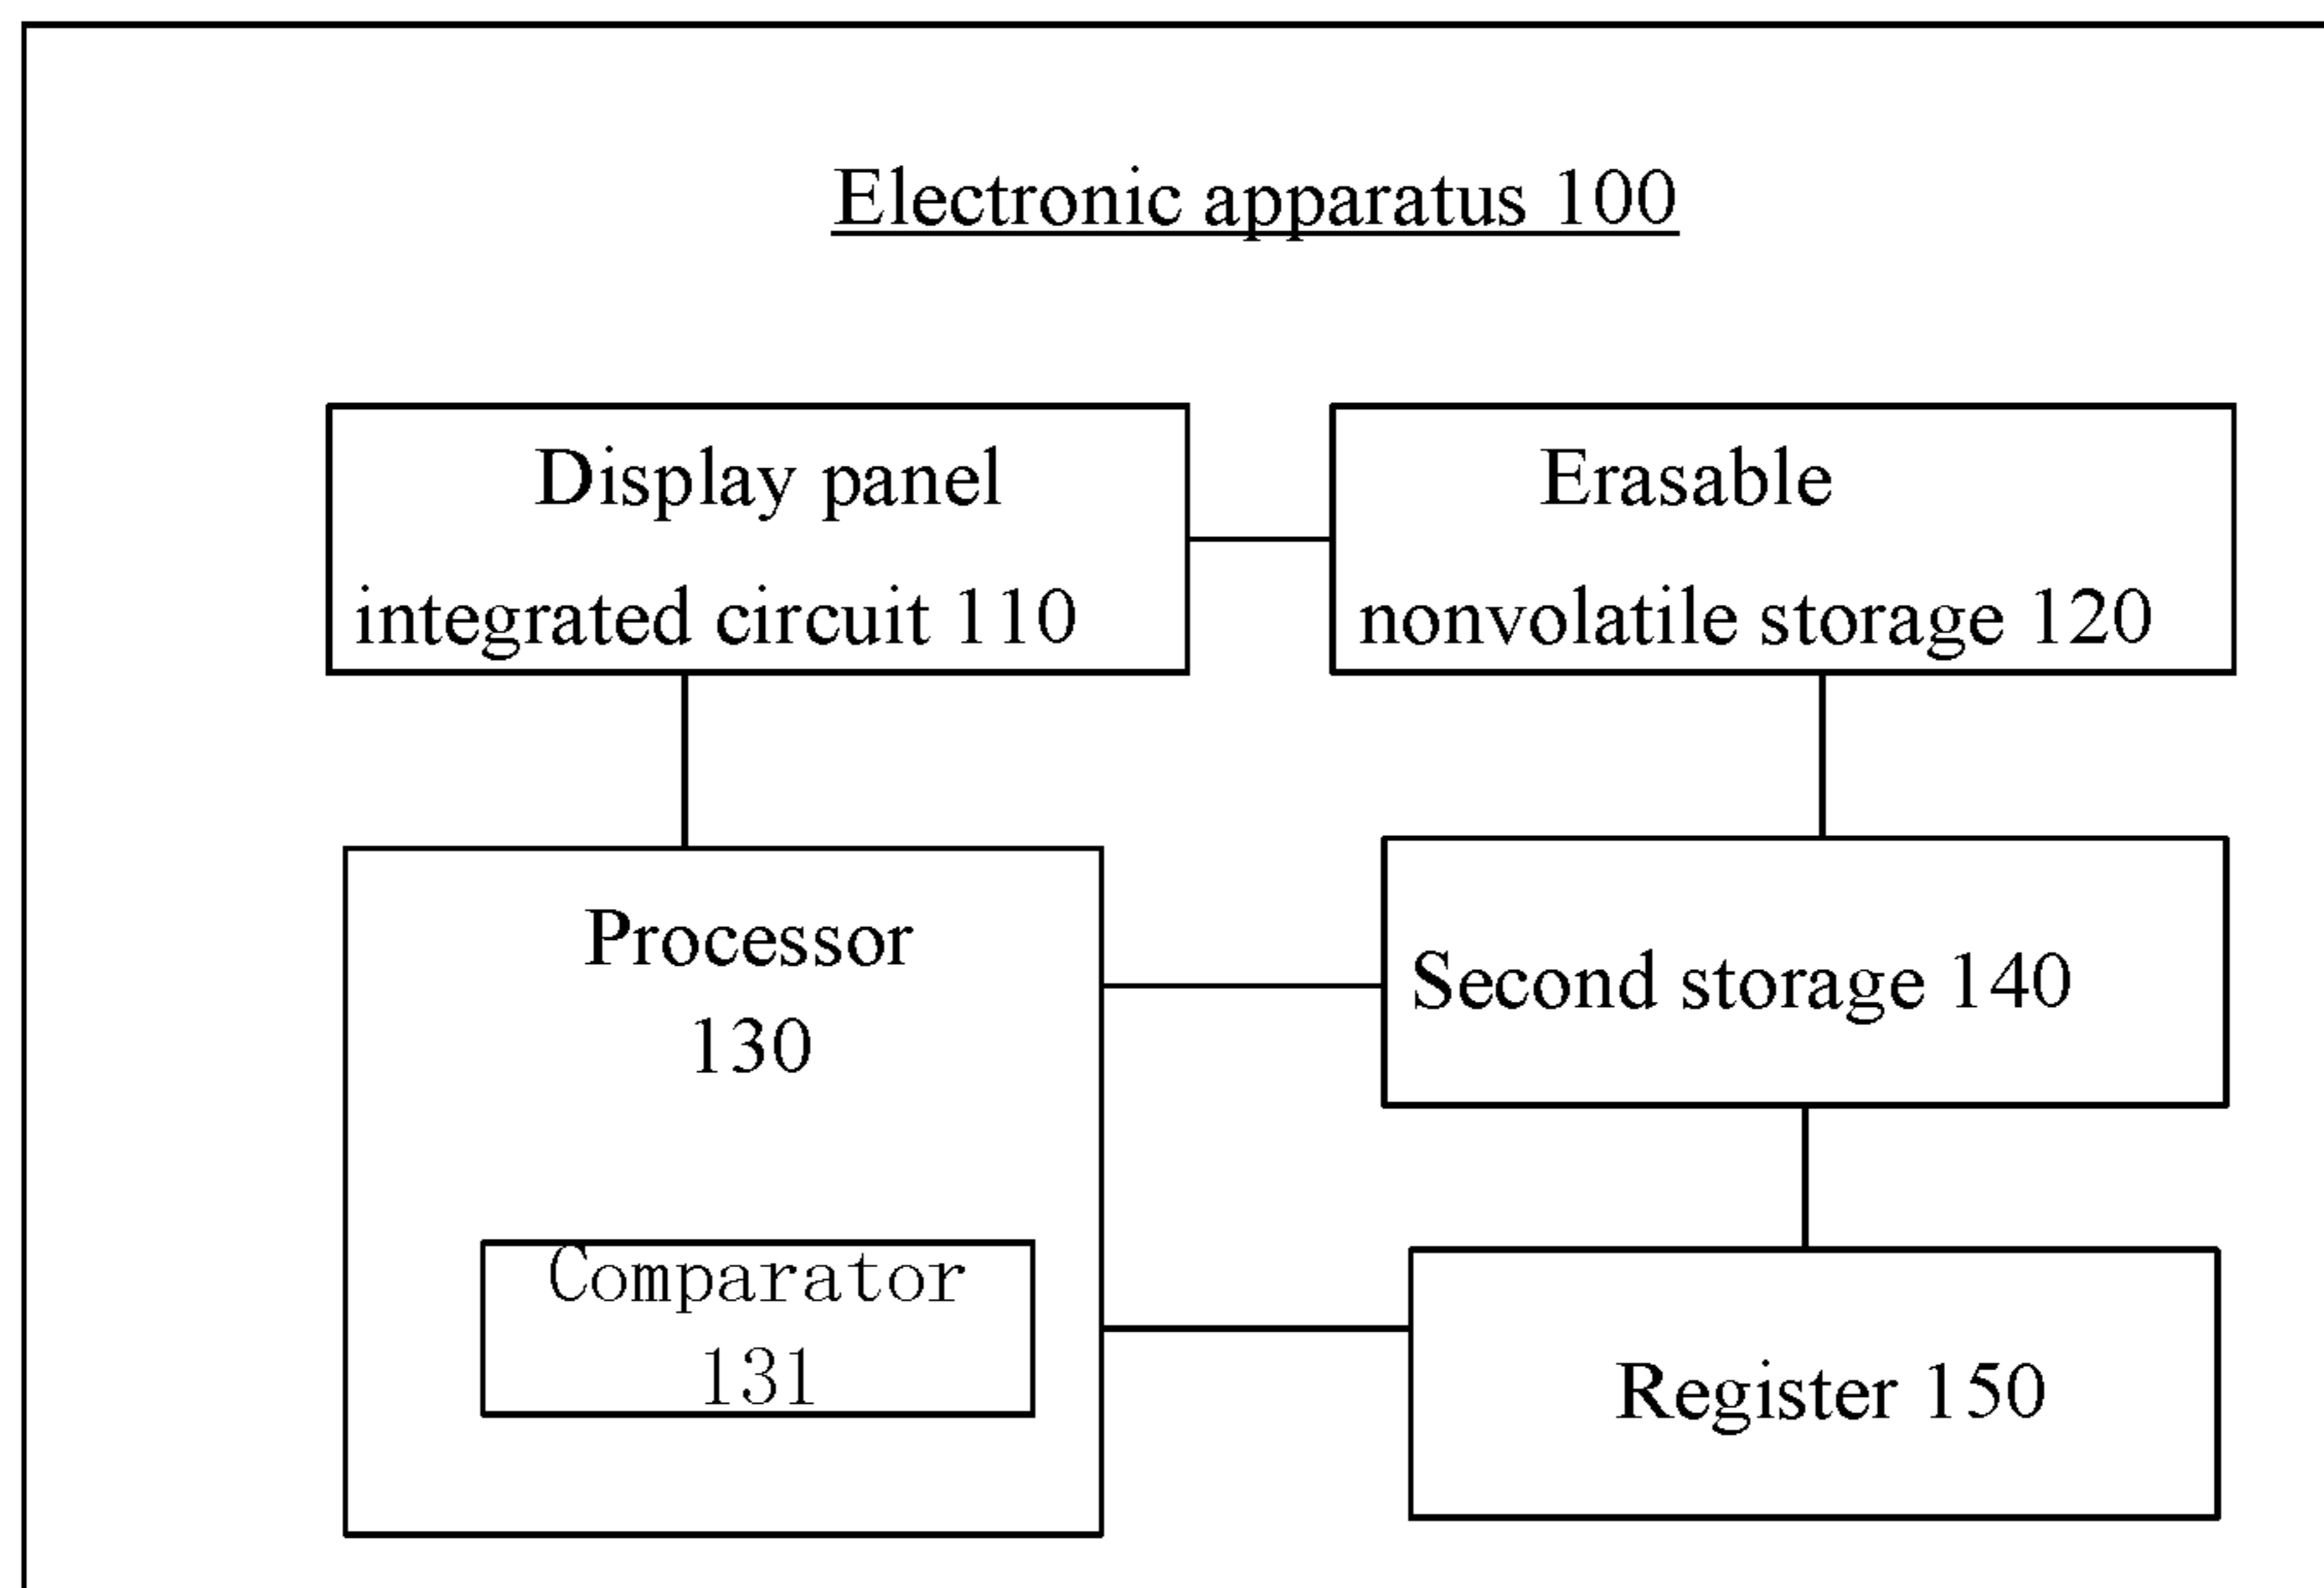 Electronic apparatus 100
Display panel
integrated circuit 110
Erasable
nonvolatile storage 120
Processor
130
Second storage 140
Comparator
131
Register 150